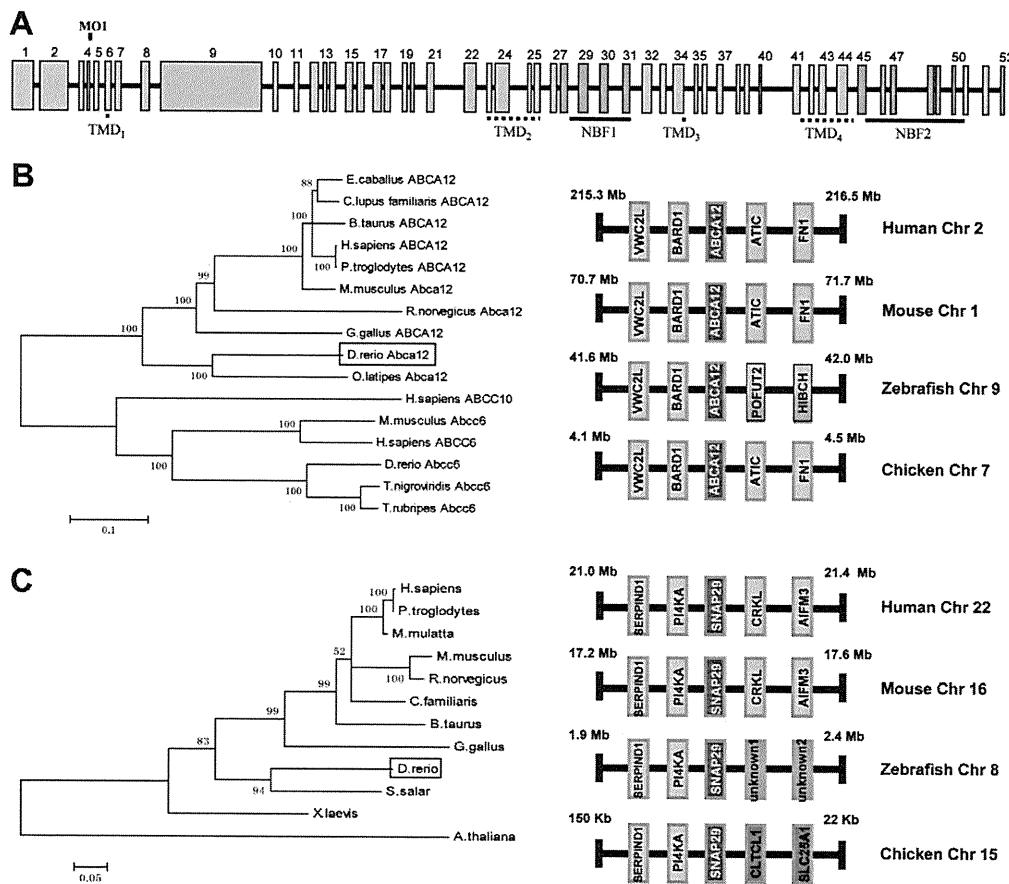 A
MO1
1 2 4 5 6 7 8 9 10 11 13 15 17 19 21 22 24 25 27 29 30 31 32 34 35 37 40 41 43 44 45 47 50 53
TMD1 TMD2 NBF1 TMD3 TMD4 NBF2
B
E.caballus ABCA12
88
C.lupus familiaris ABCA12
100
B.taurus ABCA12
100
H.sapiens ABCA12
100
P.troglodytes ABCA12
M.musculus Abca12
99
R.norvegicus Abca12
100
G.gallus ABCA12
100
D.rerio Abca12
100
O.latipes Abca12
H.sapiens ABCC10
M.musculus Abcc6
100
H.sapiens ABCC6
100
D.rerio Abcc6
100
T.nigroviridis Abcc6
100
T.rubripes Abcc6
0.1
215.3 Mb 216.5 Mb
VWC2L BARD1 ABCA12 ATIC FN1
Human Chr 2
70.7 Mb 71.7 Mb
VWC2L BARD1 ABCA12 ATIC FN1
Mouse Chr 1
41.6 Mb 42.0 Mb
VWC2L BARD1 ABCA12 POFUT2 HIBCH
Zebrafish Chr 9
4.1 Mb 4.5 Mb
VWC2L BARD1 ABCA12 ATIC FN1
Chicken Chr 7
C
H.sapiens
100
100
P.troglodytes
M.mulatta
52
M.musculus
100
R.norvegicus
99
C.familiaris
B.taurus
99
G.gallus
83
D.rerio
94
S.salar
X.laevis
A.thaliana
0.05
21.0 Mb 21.4 Mb
SERPIND1 PI4KA SNAP29 CRKL AIFM3
Human Chr 22
17.2 Mb 17.6 Mb
SERPIND1 PI4KA SNAP29 CRKL AIFM3
Mouse Chr 16
1.9 Mb 2.4 Mb
SERPIND1 PI4KA SNAP29 unknown1 unknown2
Zebrafish Chr 8
150 Kb 22 Kb
SERPIND1 PI4KA SNAP29 CLTCL1 SLC25A1
Chicken Chr 15